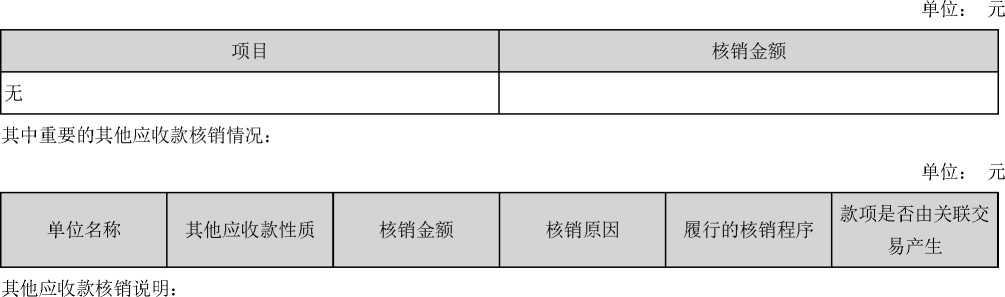 单位： 元
项目 核销金额
无
其中重要的其他应收款核销情况：
单位： 元
单位名称 其他应收款性质 核销金额 核销原因 履行的核销程序 款项是否由关联交
易产生
其他应收款核销说明：